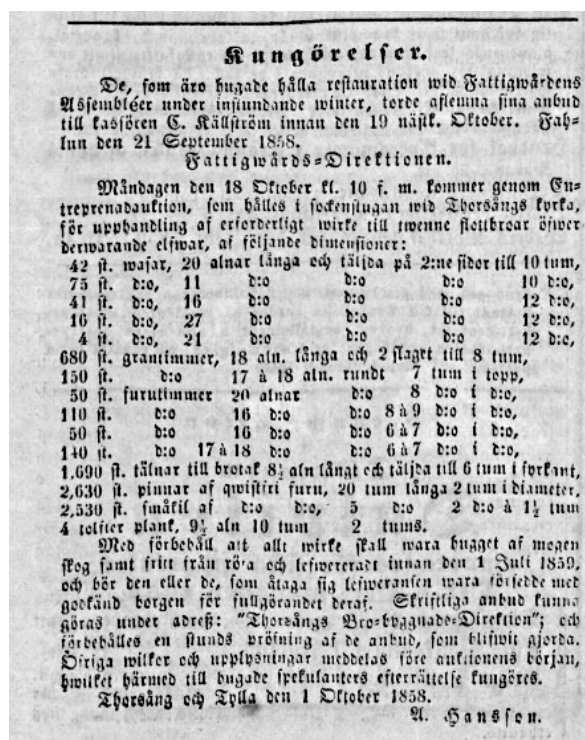 Kungörelser.
De, som äro hugade hålla restauration wid Fattigwårdens
Assembléer under instundande winter, torde aflemna sina anbud
till kassören C. Källström innan den 19 näsik. Oktober. Fah-
lun den 21 September 1858.
Fattigwårds-Direktionen.
Måndagen den 18 Oktober kl. 10 f. m. kommer genom En-
treprenadauktion, som hålles i sockenstugan wid Thorsångs kyrka,
för upphandling af erforderligt wirke till twenne flottbroar öfwer
derwarande elfwar, af följande dimensioner:
42 st. wasar, 20 alnar långa och täljda på 2:ne sidor till 10 tum,
75 st. d:o, 11 d:o d:o d:o 10 d:o,
41 st. d:o, 16 d:o d:o d:o 12 d:o,
16 st. d:o, 27 d:o d:o d:o 12 d:o,
4 st. d:o, 21 d:o d:o d:o 12 d:o,
680 st. grantimmer, 18 aln. långa och 2 slagt till 8 tum,
150 st. d:o 17 à 18 aln. rundt 7 tum i topp,
50 st. furutimmer 20 alnar d:o 8 d:o i d:o,
110 st. d:o 16 d:o d:o 8 à 9 d:o i d:o,
50 st. d:o 16 d:o d:o 6 à 7 d:o i d:o,
140 st. d:o 17 à 18 d:o d:o 6 à 7 d:o i d:o,
1,690 st. tälnar till brotak 8½ aln långt och täljda till 6 tum i fyrkant,
2,630 st. pinnar af qwistfri furu, 20 tum långa 2 tum i diameter,
2,530 st. småkil af d:o d:o, 5 d:o 2 d:o à 1½ tum
4 tolfter plank, 9½ aln 10 tum 2 tums.
Med förbehåll att allt wirke skall wara hugget af mogen
skog samt fritt från röta och lefwereradt innan den 1 Juli 1859,
och bör den eller de, som åtaga sig lefweransen wara försedde med
godkänd borgen för fullgörandet deraf. Skriftliga anbud kunna
göras under adreß: "Thorsångs Bro-byggnads-Direktion"; och
förbehålles en stunds pröfning af de anbud, som blifwit gjorda.
Öfriga wilkor och upplysningar meddelas före auktionens början,
hwilket härmed till hugade spekulanters efterrättelse kungöres.
Thorsång och Tylla den 1 Oktober 1858.
A. Hansson.